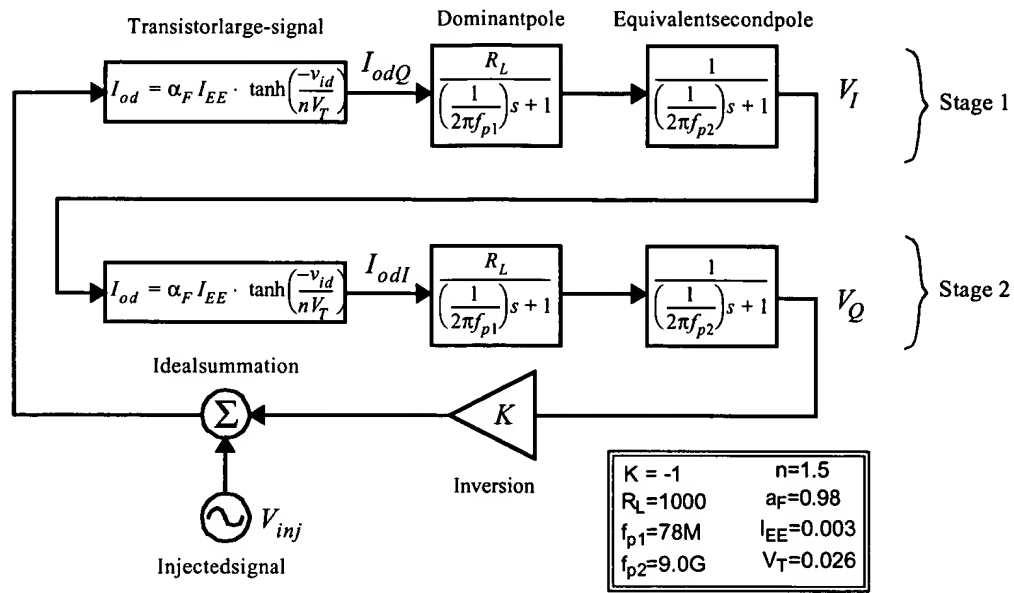 Transistorlarge-signal
Dominantpole
Equivalentsecondpole
I_od = α_F I_EE · tanh(-v_id / nV_T)
I_odQ
R_L / ((1 / 2πf_p1)s + 1)
1 / ((1 / 2πf_p2)s + 1)
V_I
Stage 1
I_od = α_F I_EE · tanh(-v_id / nV_T)
I_odI
R_L / ((1 / 2πf_p1)s + 1)
1 / ((1 / 2πf_p2)s + 1)
V_Q
Stage 2
Idealsummation
Σ
K
Inversion
V_inj
Injectedsignal
K = -1 n=1.5
R_L=1000 a_F=0.98
f_p1=78M I_EE=0.003
f_p2=9.0G V_T=0.026